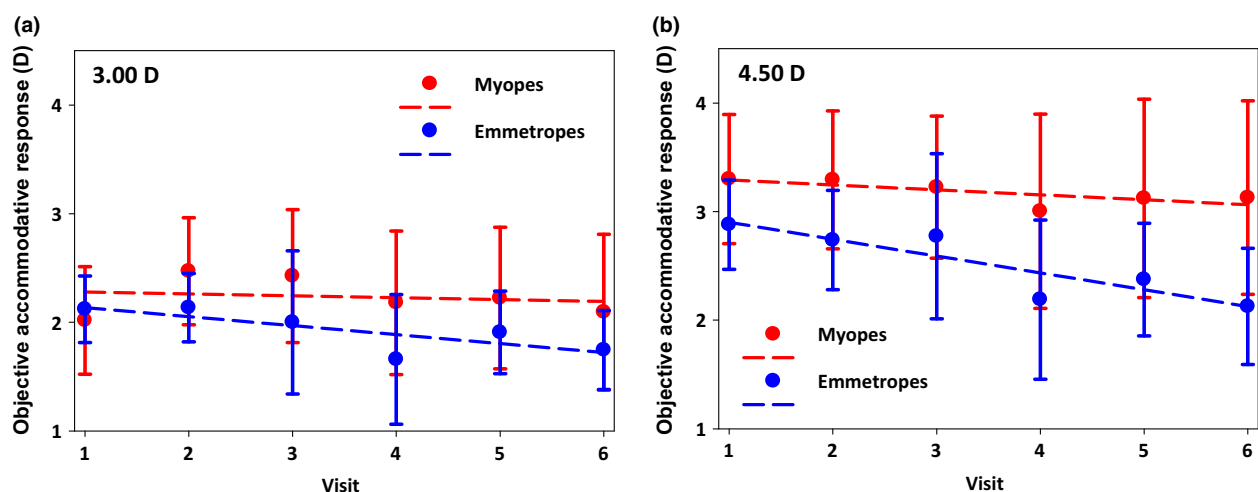 (a)
3.00 D
Myopes
Emmetropes
Objective accommodative response (D)
4
3
2
1
1 2 3 4 5 6
Visit
(b)
4.50 D
Myopes
Emmetropes
Objective accommodative response (D)
4
3
2
1
1 2 3 4 5 6
Visit